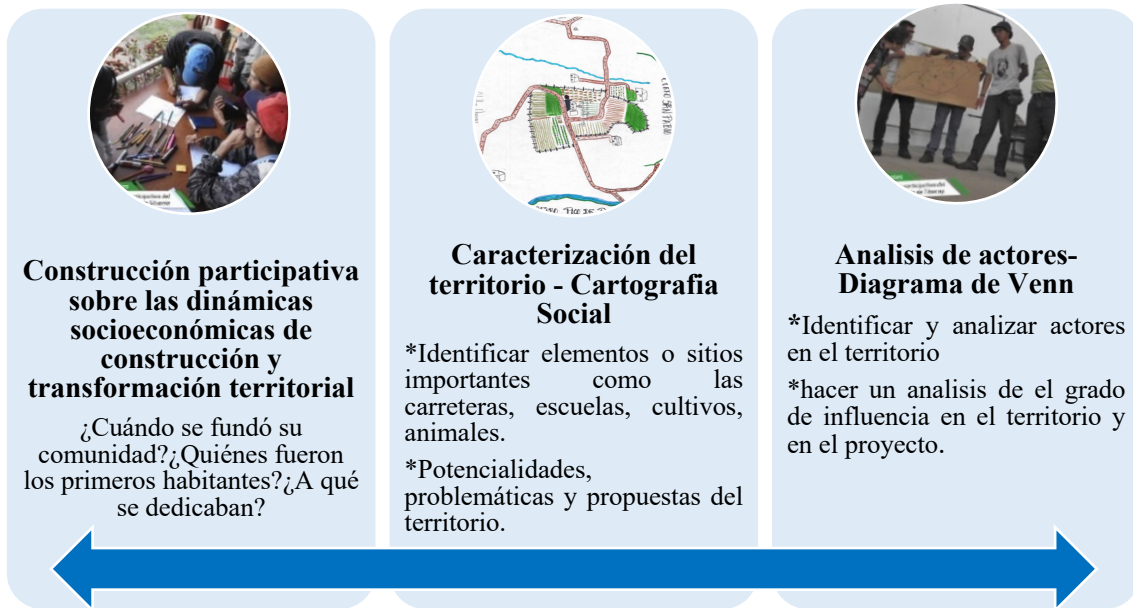 Construcción participativa
sobre las dinámicas
socioeconómicas de
construcción y
transformación territorial
¿Cuándo se fundó su
comunidad?¿Quiénes fueron
los primeros habitantes?¿A qué
se dedicaban?
Caracterización del
territorio - Cartografia
Social
*Identificar elementos o sitios
importantes como las
carreteras, escuelas, cultivos,
animales.
*Potencialidades,
problemáticas y propuestas del
territorio.
Analisis de actores-
Diagrama de Venn
*Identificar y analizar actores
en el territorio
*hacer un analisis de el grado
de influencia en el territorio y
en el proyecto.